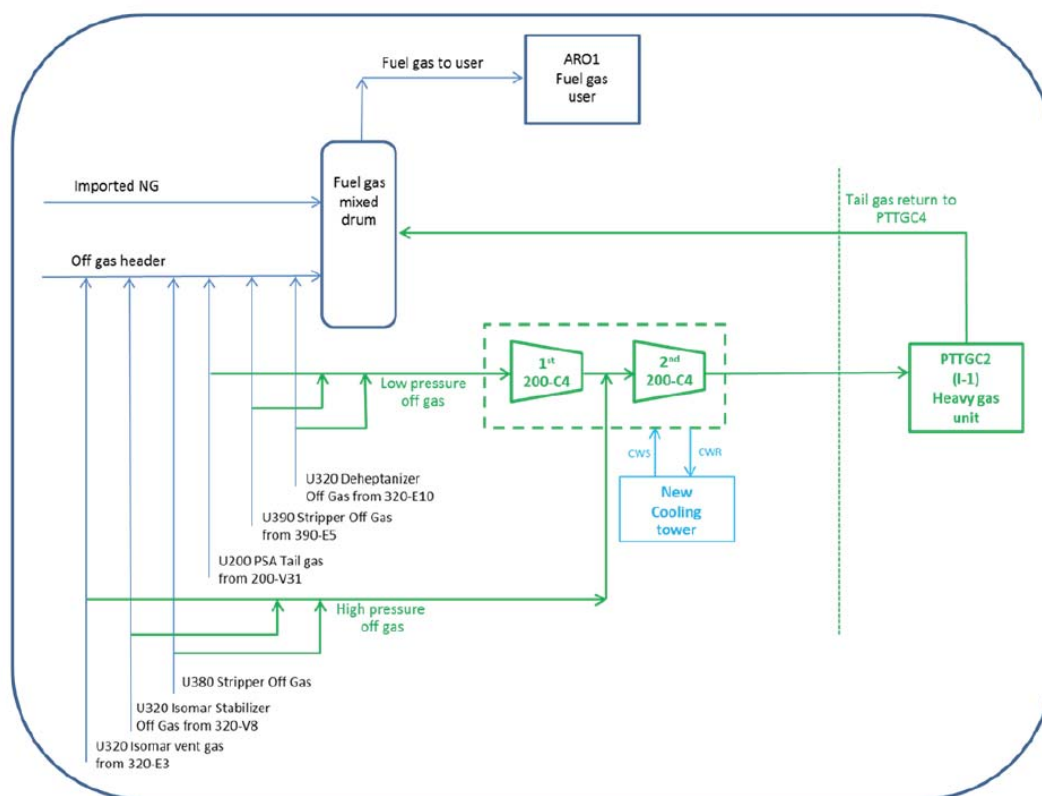 Fuel gas to user
ARO1
Fuel gas
user
Imported NG
Fuel gas
mixed
drum
Tail gas return to
PTTGC4
Off gas header
1st
200-C4
2nd
200-C4
PTTGC2
(I-1)
Heavy gas
unit
Low pressure
off gas
CWS
CWR
New
Cooling
tower
U320 Deheptanizer
Off Gas from 320-E10
U390 Stripper Off Gas
from 390-E5
U200 PSA Tail gas
from 200-V31
High pressure
off gas
U380 Stripper Off Gas
U320 Isomar Stabilizer
Off Gas from 320-V8
U320 Isomar vent gas
from 320-E3